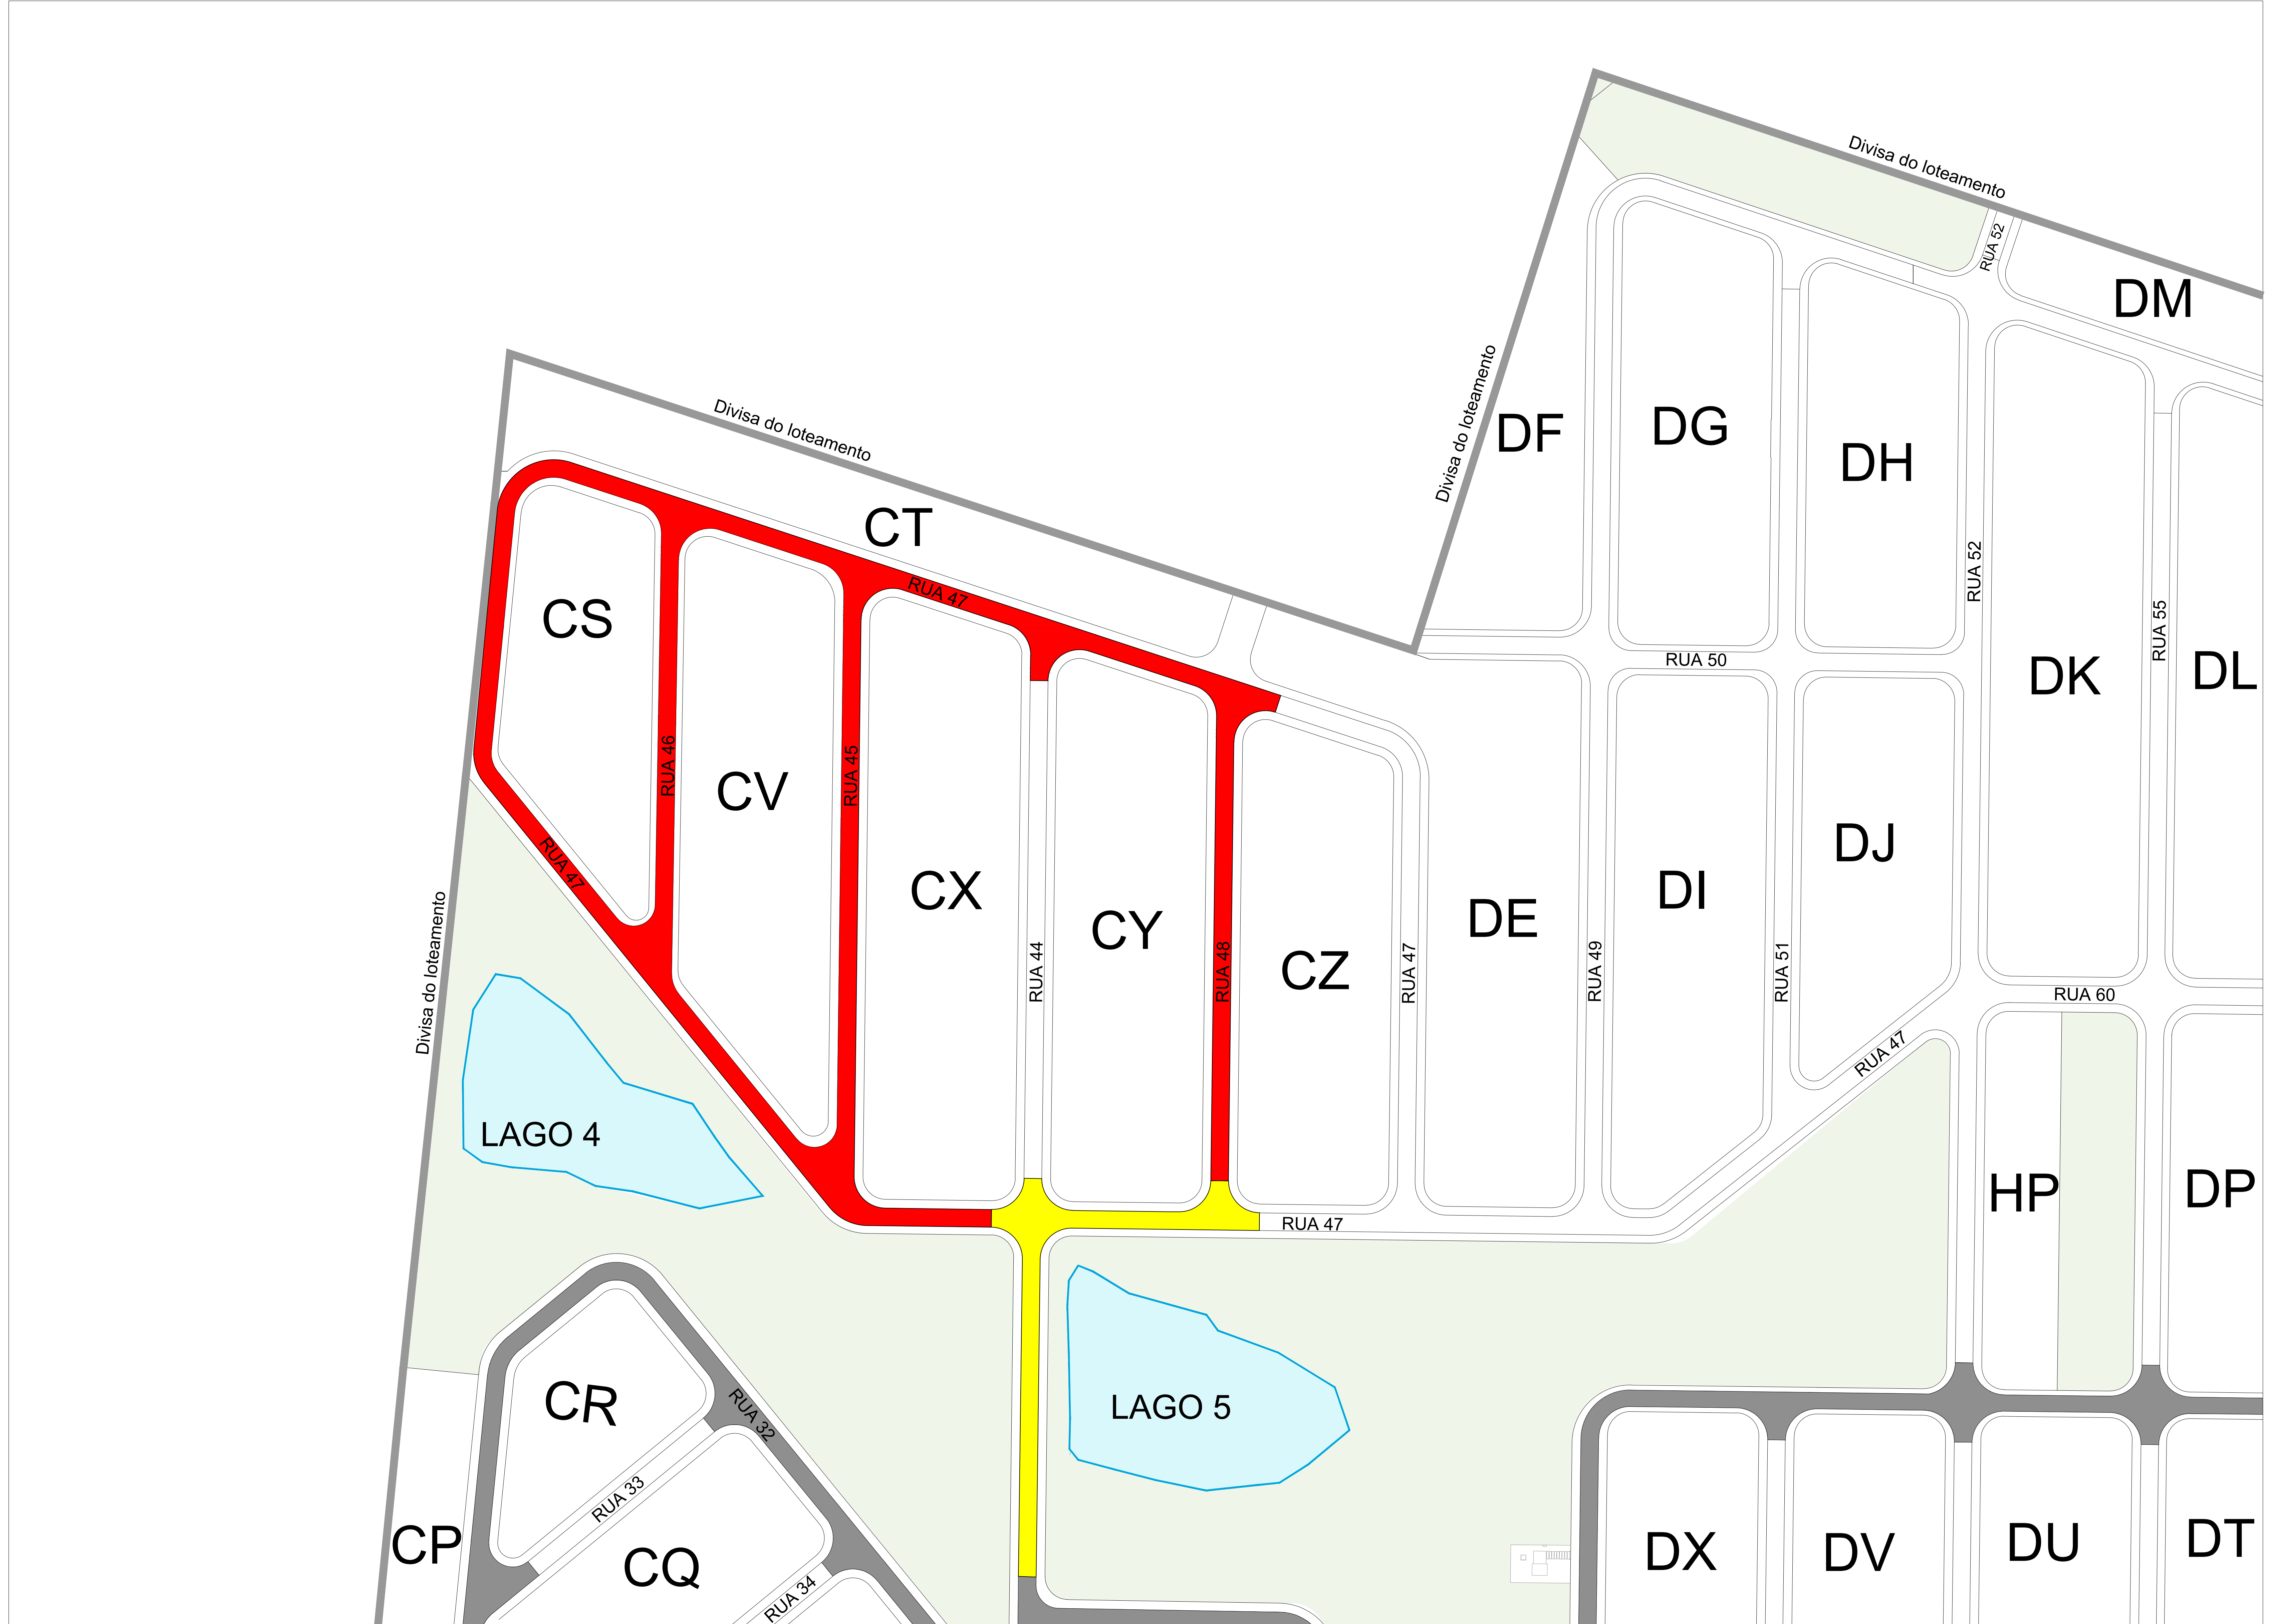 Divisa do loteamento
RUA 52
DM
Divisa do loteamento
Divisa do loteamento
DF
DG
DH
CT
RUA 47
CS
RUA 52
RUA 55
RUA 50
DK
DL
RUA 46
RUA 45
CV
RUA 47
CX
CY
RUA 44
RUA 48
CZ
RUA 47
DE
RUA 49
DI
RUA 51
DJ
RUA 47
RUA 60
Divisa do loteamento
LAGO 4
HP
DP
RUA 47
CR
RUA 32
LAGO 5
RUA 33
CP
CQ
RUA 34
DX
DV
DU
DT